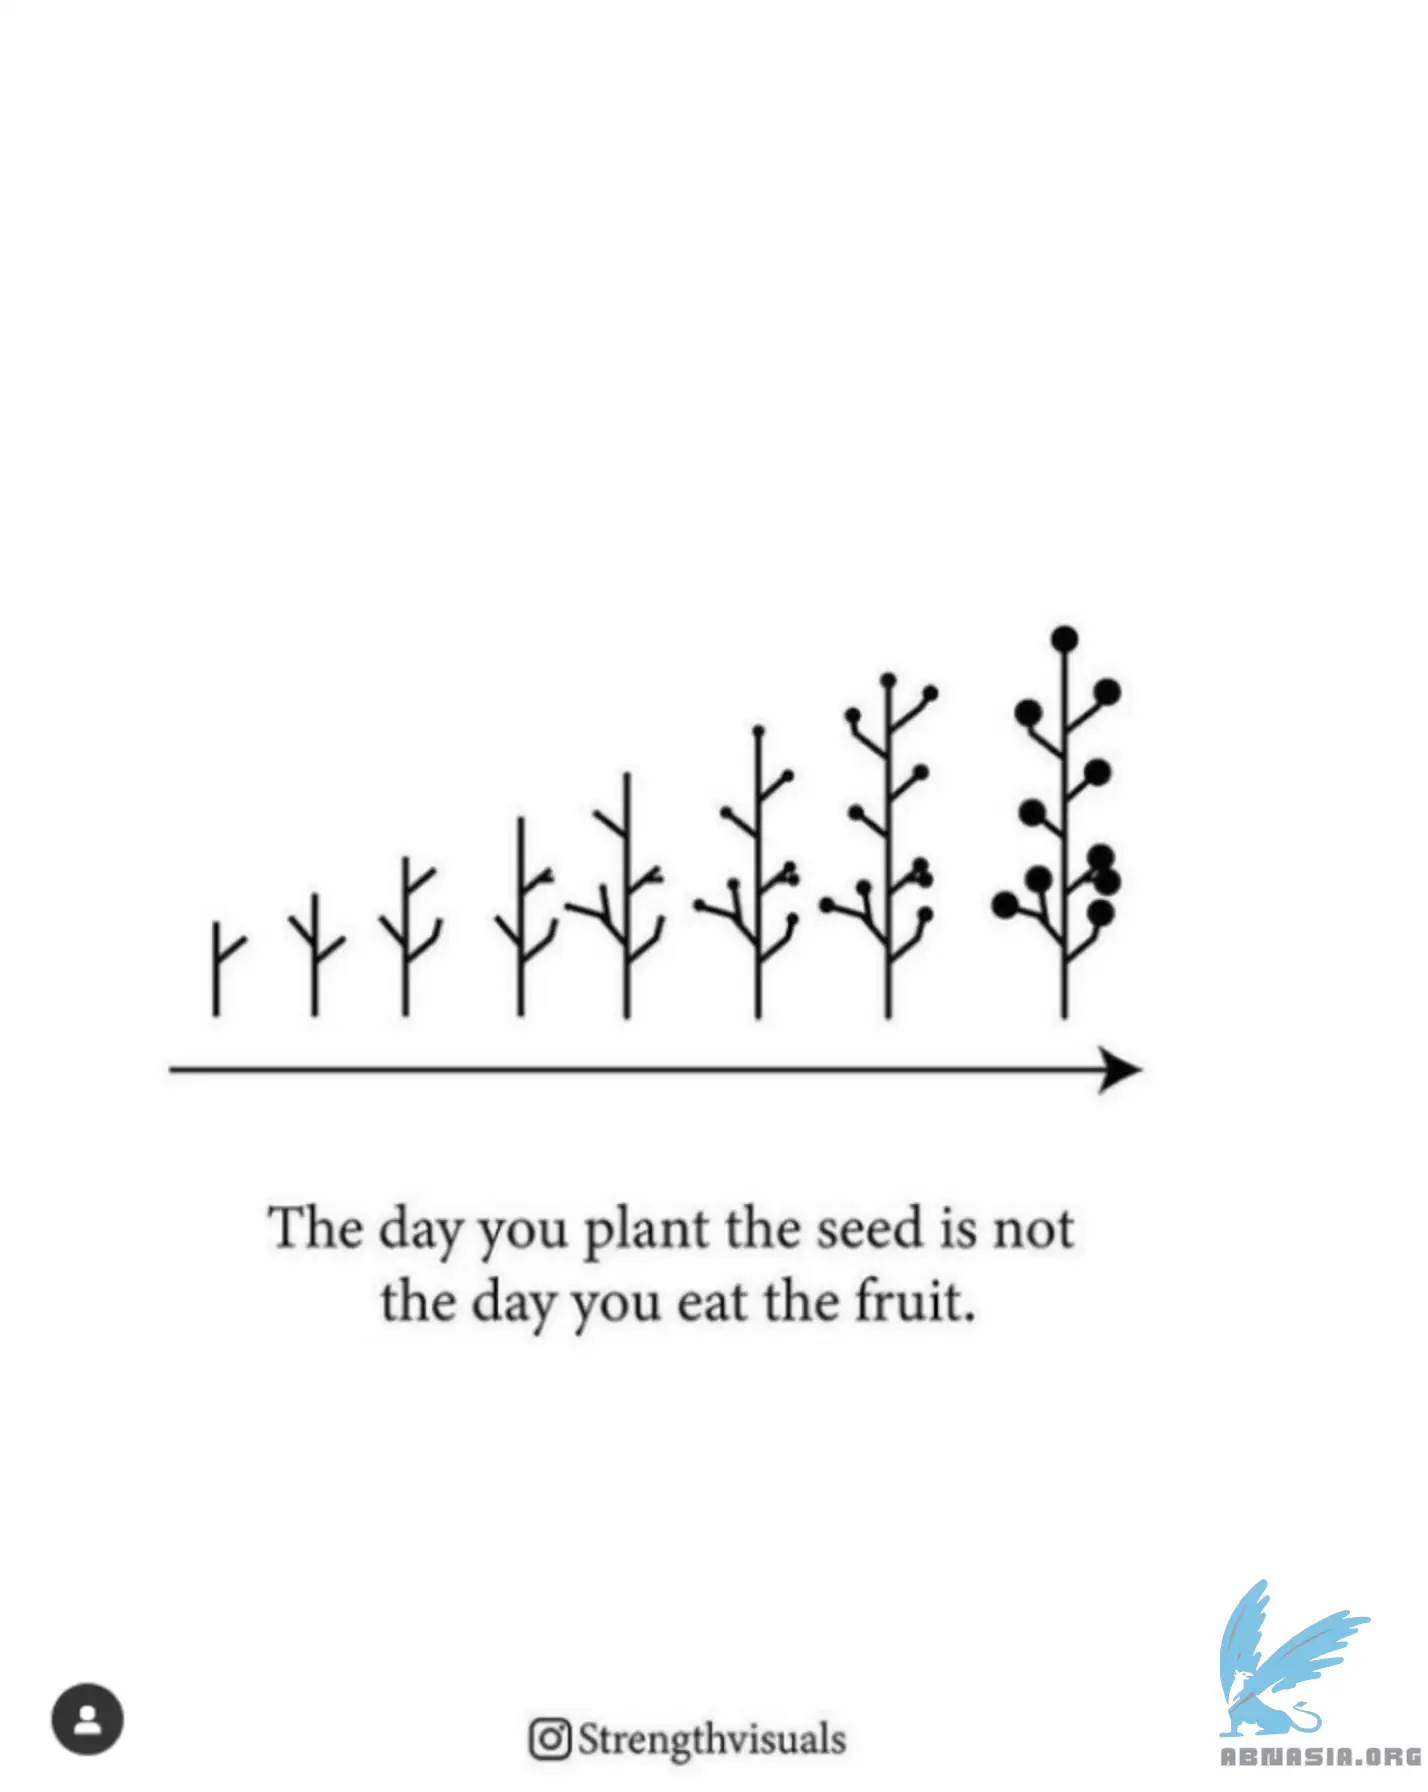 The day you plant the seed is not
the day you eat the fruit.
Strengthvisuals
ABNASIA.ORG